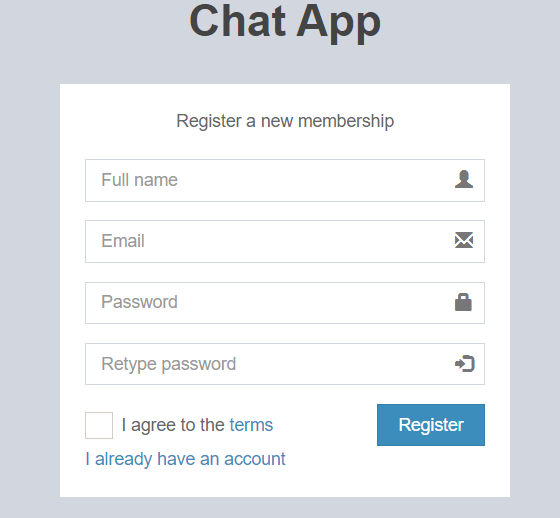 Chat App
Register a new membership
Full name
Email
Password
Retype password
I agree to the terms
Register
I already have an account